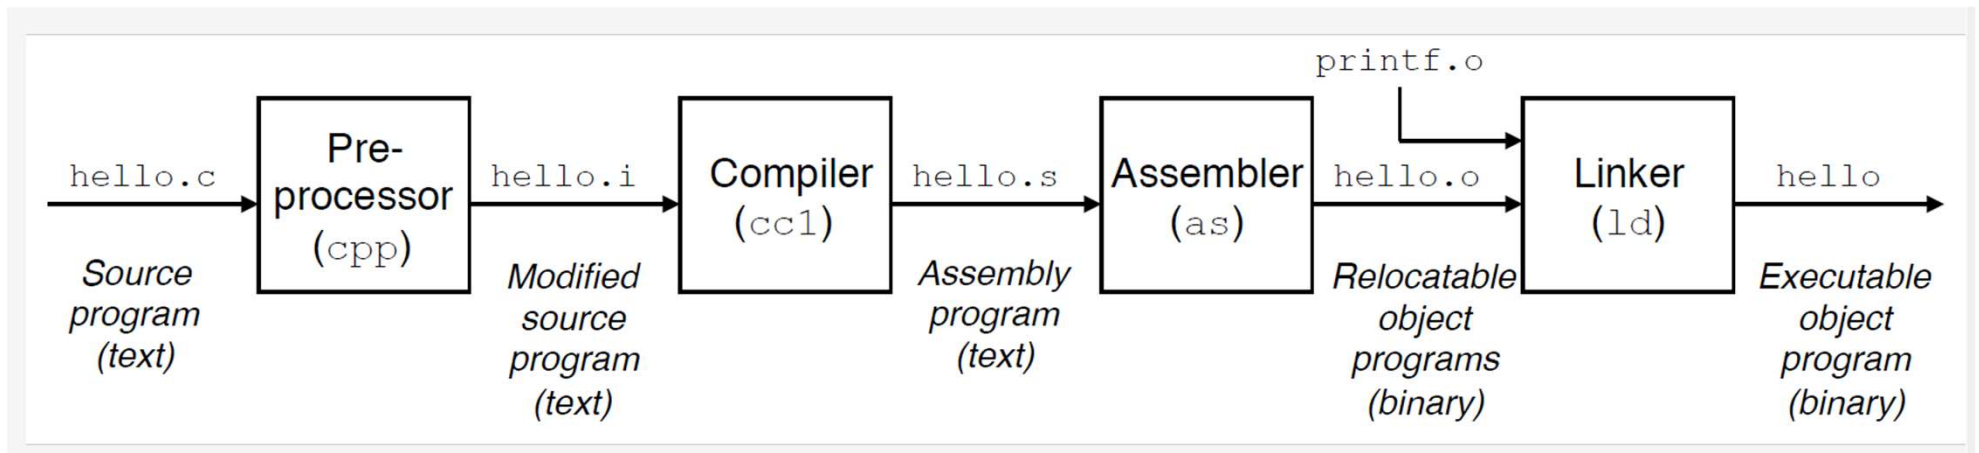 printf.o
hello.c
Pre-
processor
(cpp)
hello.i
Compiler
(cc1)
hello.s
Assembler
(as)
hello.o
Linker
(ld)
hello
Source
program
(text)
Modified
source
program
(text)
Assembly
program
(text)
Relocatable
object
programs
(binary)
Executable
object
program
(binary)